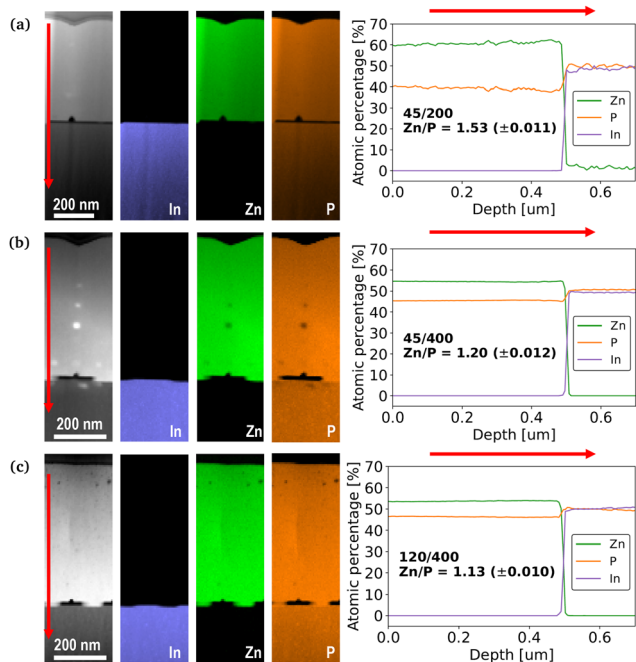 (a)
200 nm
In
Zn
P
Atomic percentage [%]
70
60
50
40
30
20
10
0
45/200
Zn/P = 1.53 (±0.011)
Zn
P
In
0.0 0.2 0.4 0.6
Depth [um]
(b)
200 nm
In
Zn
P
Atomic percentage [%]
70
60
50
40
30
20
10
0
45/400
Zn/P = 1.20 (±0.012)
Zn
P
In
0.0 0.2 0.4 0.6
Depth [um]
(c)
200 nm
In
Zn
P
Atomic percentage [%]
70
60
50
40
30
20
10
0
120/400
Zn/P = 1.13 (±0.010)
Zn
P
In
0.0 0.2 0.4 0.6
Depth [um]